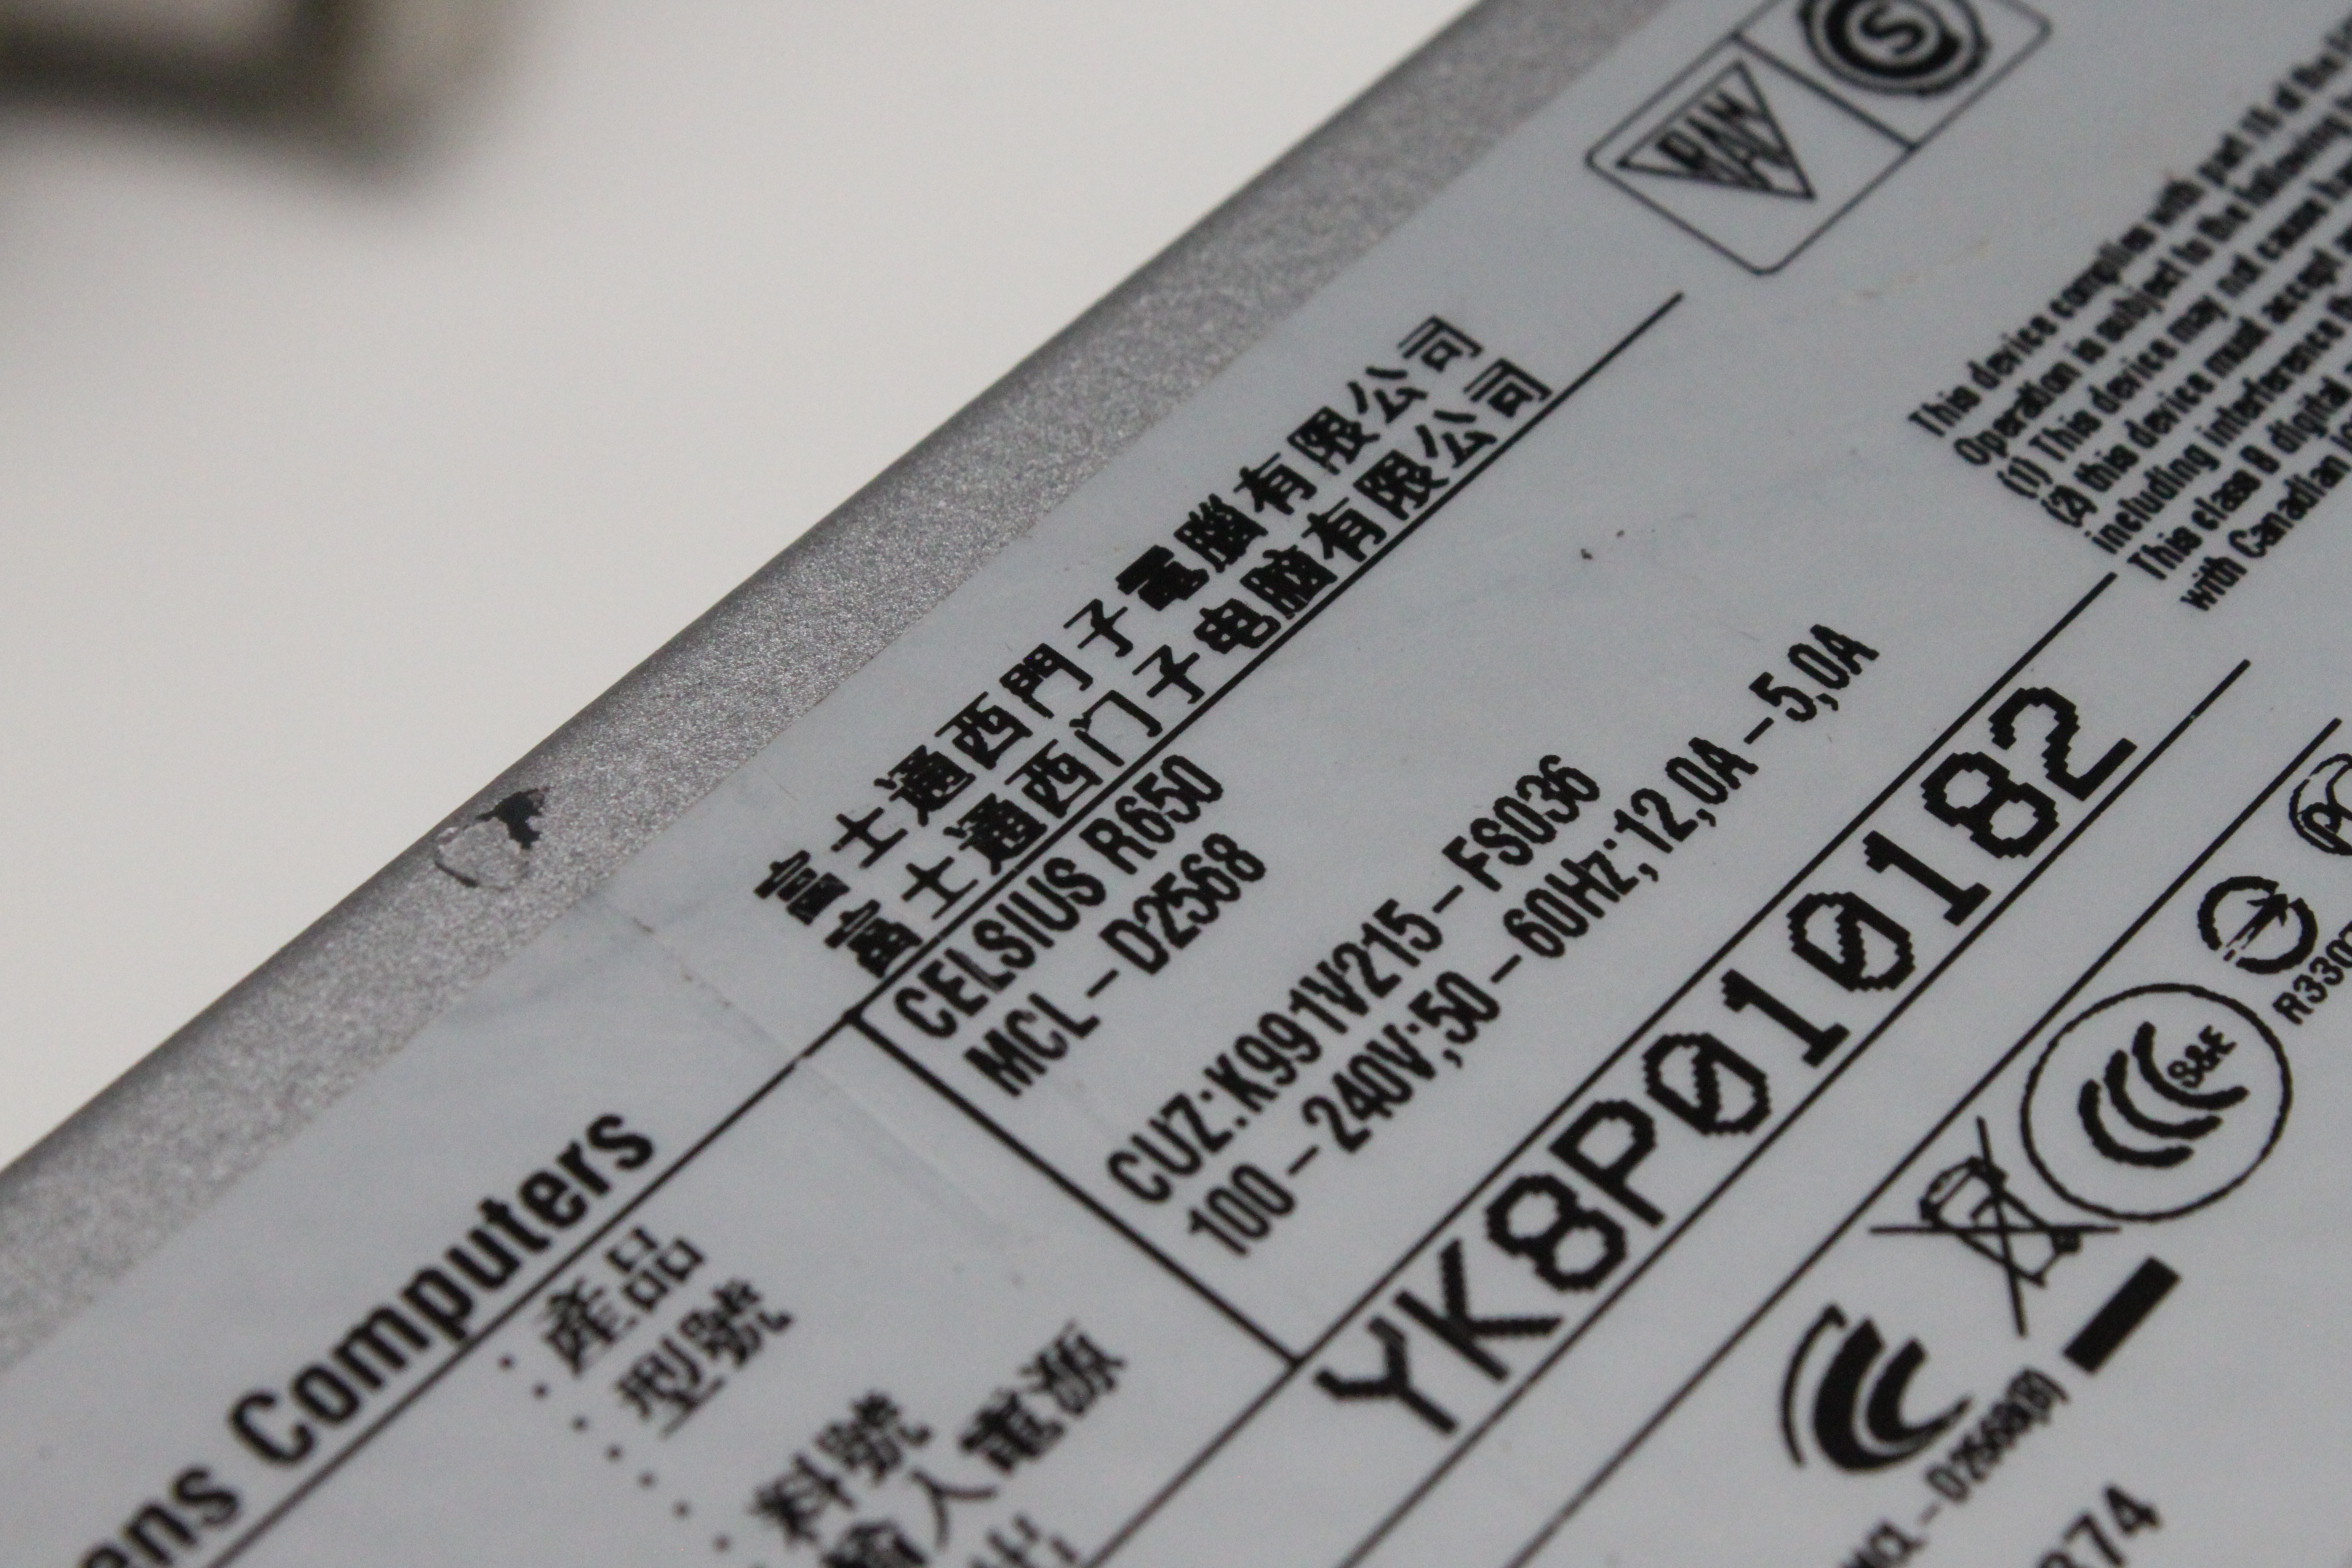 富士通西門子電腦有限公司
富士通西门子电脑有限公司
Computers
CELSIUS R650
MCL-D2568
產品
型號
CUZ:K991V215-FS036
料號
100-240V;50-60Hz;12,0A-5,0A
輸入電源
YK8P010182
This device complies with part 15 of the
Operation is subject to the following
(1) This device may not cause
(2) this device must accept
including interference
This class B digital
with Canadian
S
S&E